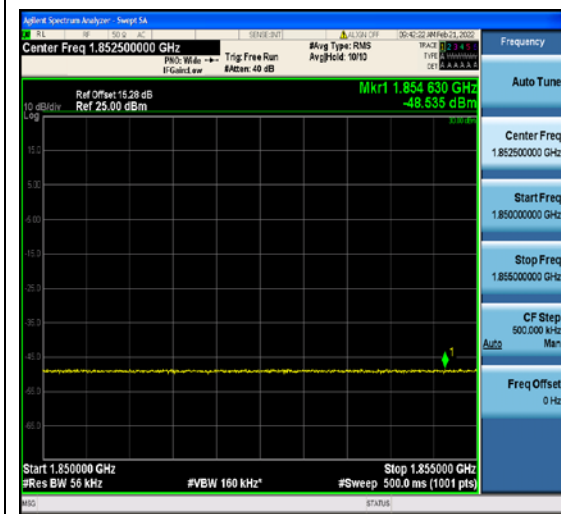 Agilent Spectrum Analyzer - Swept SA
RL RF 50 Ω AC SENSE:INT ALIGN OFF 09:42:22 AM Feb 21, 2022
Center Freq 1.852500000 GHz
PNO: Wide Trig: Free Run
IFGain:Low #Atten: 40 dB
#Avg Type: RMS
Avg|Hold: 10/10
TRACE 1 2 3 4 5 6
TYPE
DET A A A A A A
Frequency
Auto Tune
Center Freq
1.852500000 GHz
Start Freq
1.850000000 GHz
Stop Freq
1.855000000 GHz
CF Step
500.000 kHz
Auto Man
Freq Offset
0 Hz
Mkr1 1.854 630 GHz
-48.535 dBm
Ref Offset 15.28 dB
10 dB/div Ref 25.00 dBm
Log
15.0
5.00
-5.00
-15.0
-25.0
-35.0
-45.0
-55.0
-65.0
1
Start 1.850000 GHz
Stop 1.855000 GHz
#Res BW 56 kHz
#VBW 160 kHz*
#Sweep 500.0 ms (1001 pts)
MSG
STATUS